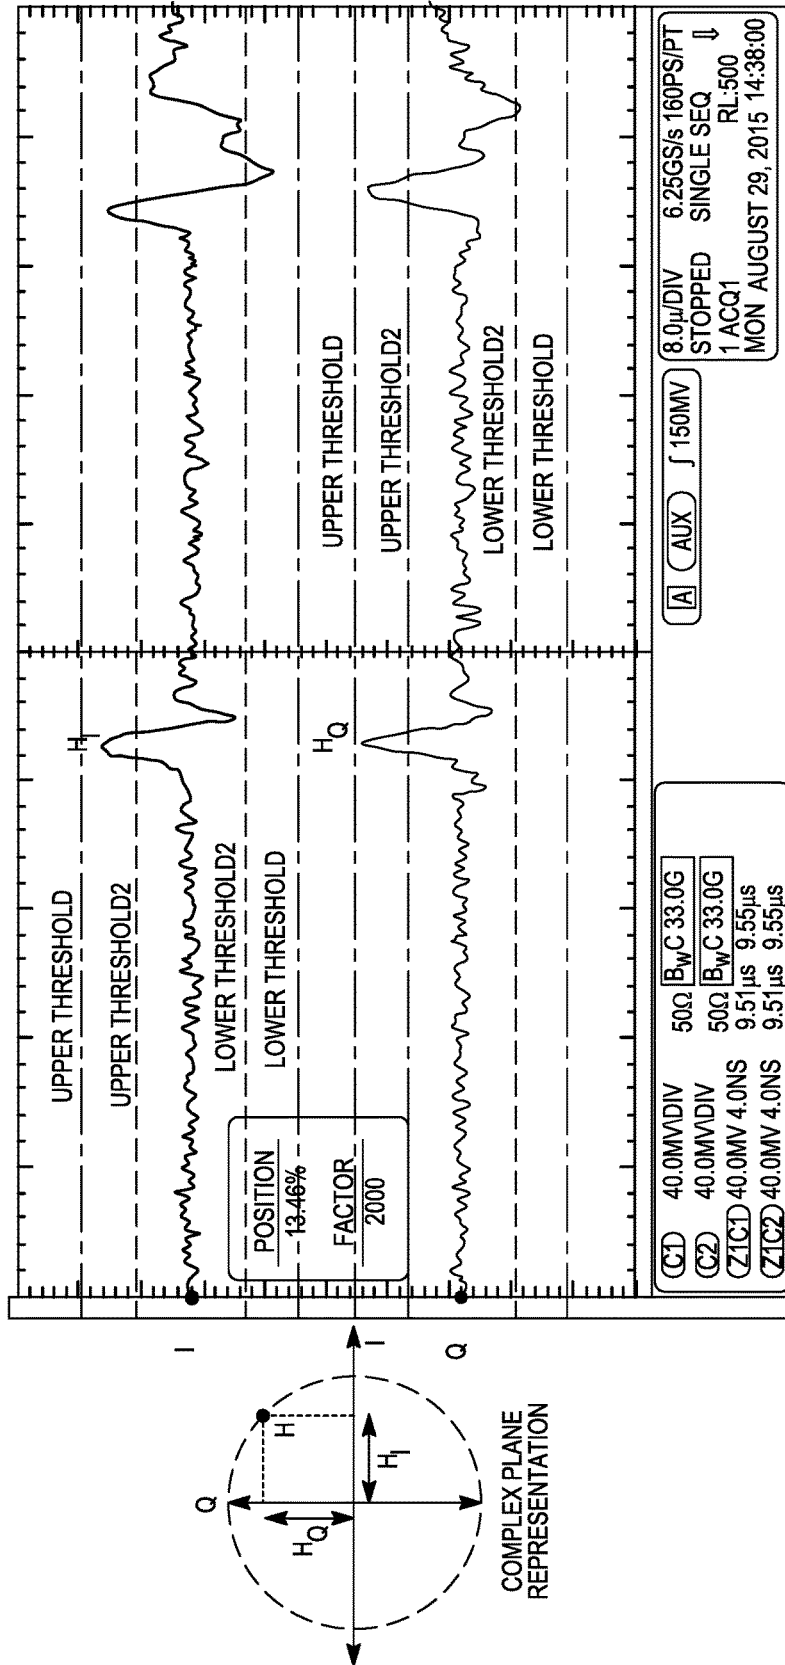 Q
H
H_Q
H_I
I
COMPLEX PLANE
REPRESENTATION
I
Q
UPPER THRESHOLD
UPPER THRESHOLD2
LOWER THRESHOLD2
LOWER THRESHOLD
H_I
H_Q
POSITION
13.46%
FACTOR
2000
UPPER THRESHOLD
UPPER THRESHOLD2
LOWER THRESHOLD2
LOWER THRESHOLD
C1 40.0MV\DIV 50Ω BWC 33.0G
C2 40.0MV\DIV 50Ω BWC 33.0G
Z1C1 40.0MV 4.0NS 9.51µs 9.55µs
Z1C2 40.0MV 4.0NS 9.51µs 9.55µs
A AUX ∫ 150MV
8.0µ/DIV 6.25GS/s 160PS/PT
STOPPED SINGLE SEQ ⇓
1 ACQ1 RL:500
MON AUGUST 29, 2015 14:38:00